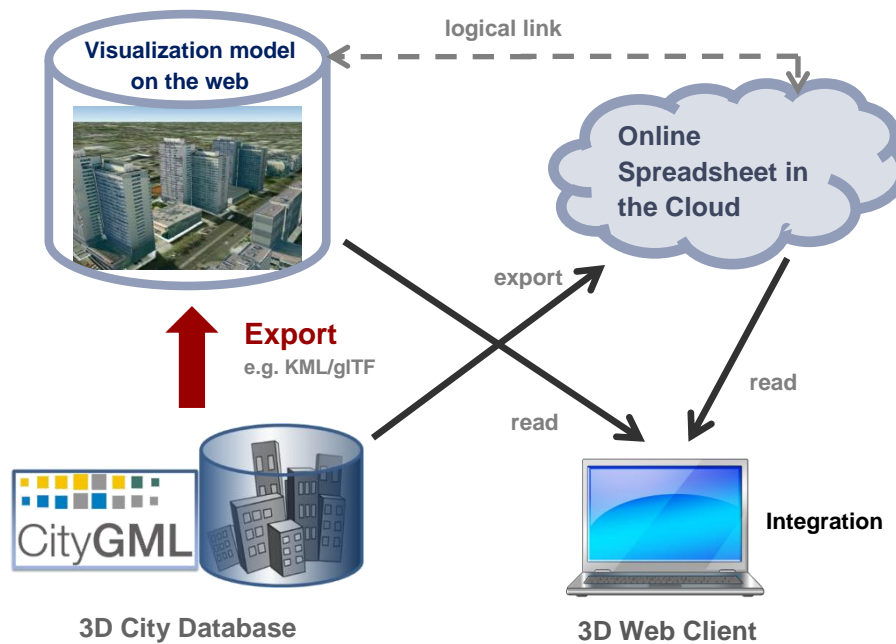 logical link
Visualization model
on the web
Online
Spreadsheet in
the Cloud
export
Export
e.g. KML/glTF
read
read
CityGML
Integration
3D City Database
3D Web Client